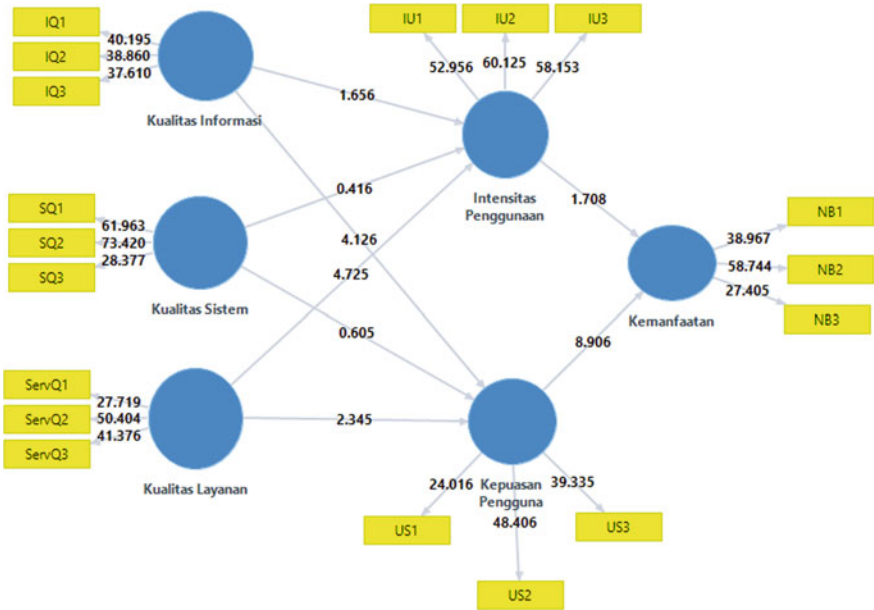 IQ1
IQ2
IQ3
40.195
38.860
37.610
Kualitas Informasi
IU1
IU2
IU3
52.956
60.125
58.153
1.656
Intensitas
Penggunaan
0.416
4.126
4.725
1.708
SQ1
SQ2
SQ3
61.963
73.420
28.377
Kualitas Sistem
0.605
NB1
NB2
NB3
38.967
58.744
27.405
Kemanfaatan
8.906
ServQ1
ServQ2
ServQ3
27.719
50.404
41.376
Kualitas Layanan
2.345
Kepuasan
Pengguna
24.016
48.406
39.335
US1
US2
US3